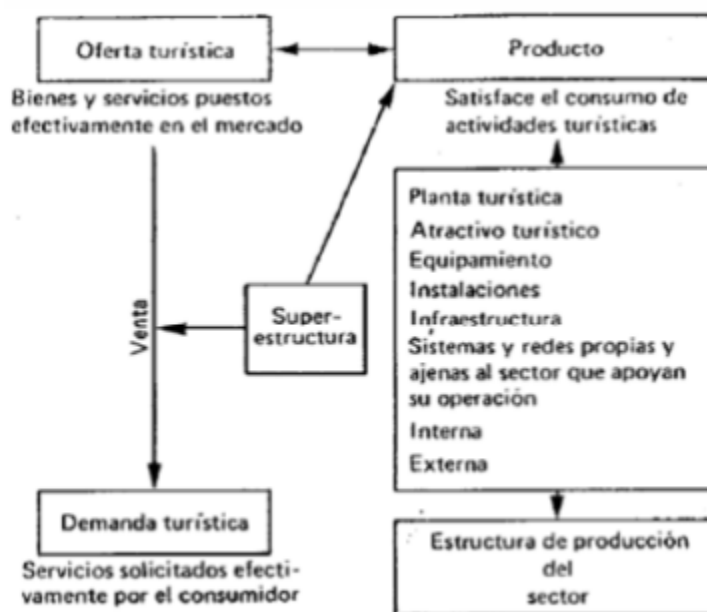 Oferta turística
Producto
Bienes y servicios puestos
efectivamente en el mercado
Satisface el consumo de
actividades turísticas
Planta turística
Atractivo turístico
Equipamiento
Instalaciones
Infraestructura
Sistemas y redes propias y
ajenas al sector que apoyan
su operación
Interna
Externa
Super-
estructura
Venta
Demanda turística
Servicios solicitados efecti-
vamente por el consumidor
Estructura de producción
del
sector